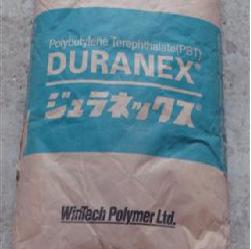 Polybutylene Terephthalate(PBT)
DURANEX®
ジュラネックス®
WinTech Polymer Ltd.